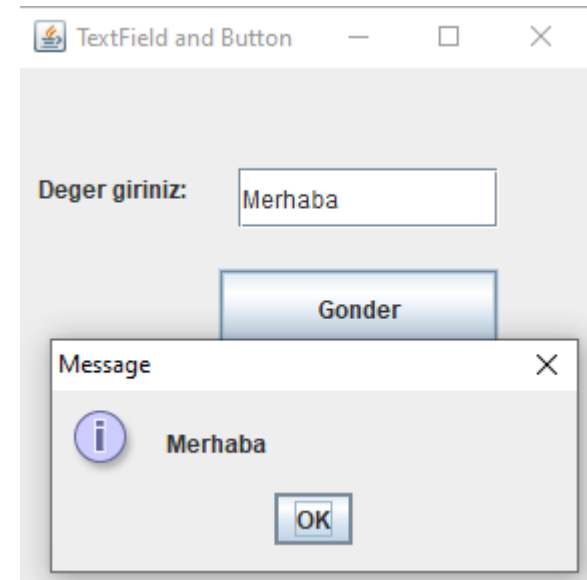 TextField and Button
Deger giriniz:
Merhaba
Gonder
Message
Merhaba
OK